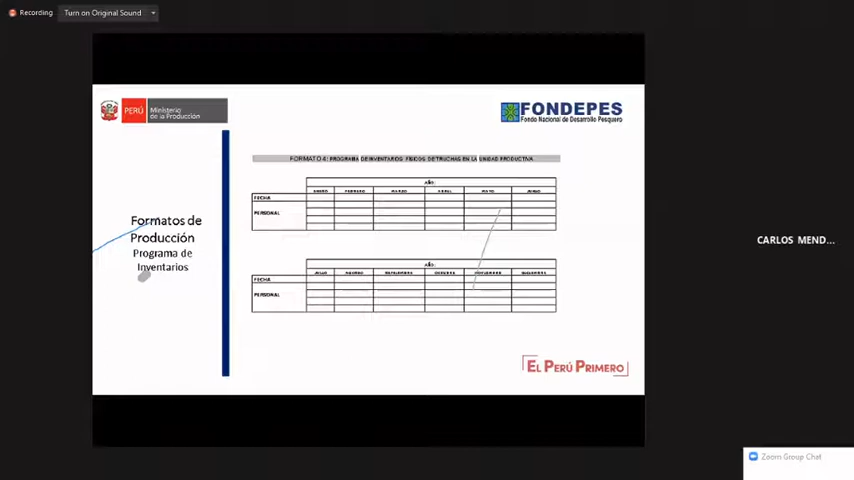 Recording
Turn on Original Sound
PERÚ
Ministerio
de la Producción
FONDEPES
Fondo Nacional de Desarrollo Pesquero
Formatos de
Producción
Programa de
Inventarios
FORMATO 4: PROGRAMA DE INVENTARIOS FISICOS DE TRUCHAS EN LA UNIDAD PRODUCTIVA
AÑO:
ENERO FEBRERO MARZO ABRIL MAYO JUNIO
FECHA
PERSONAL
AÑO:
JULIO AGOSTO SETIEMBRE OCTUBRE NOVIEMBRE DICIEMBRE
FECHA
PERSONAL
EL PERÚ PRIMERO
CARLOS MEND...
Zoom Group Chat